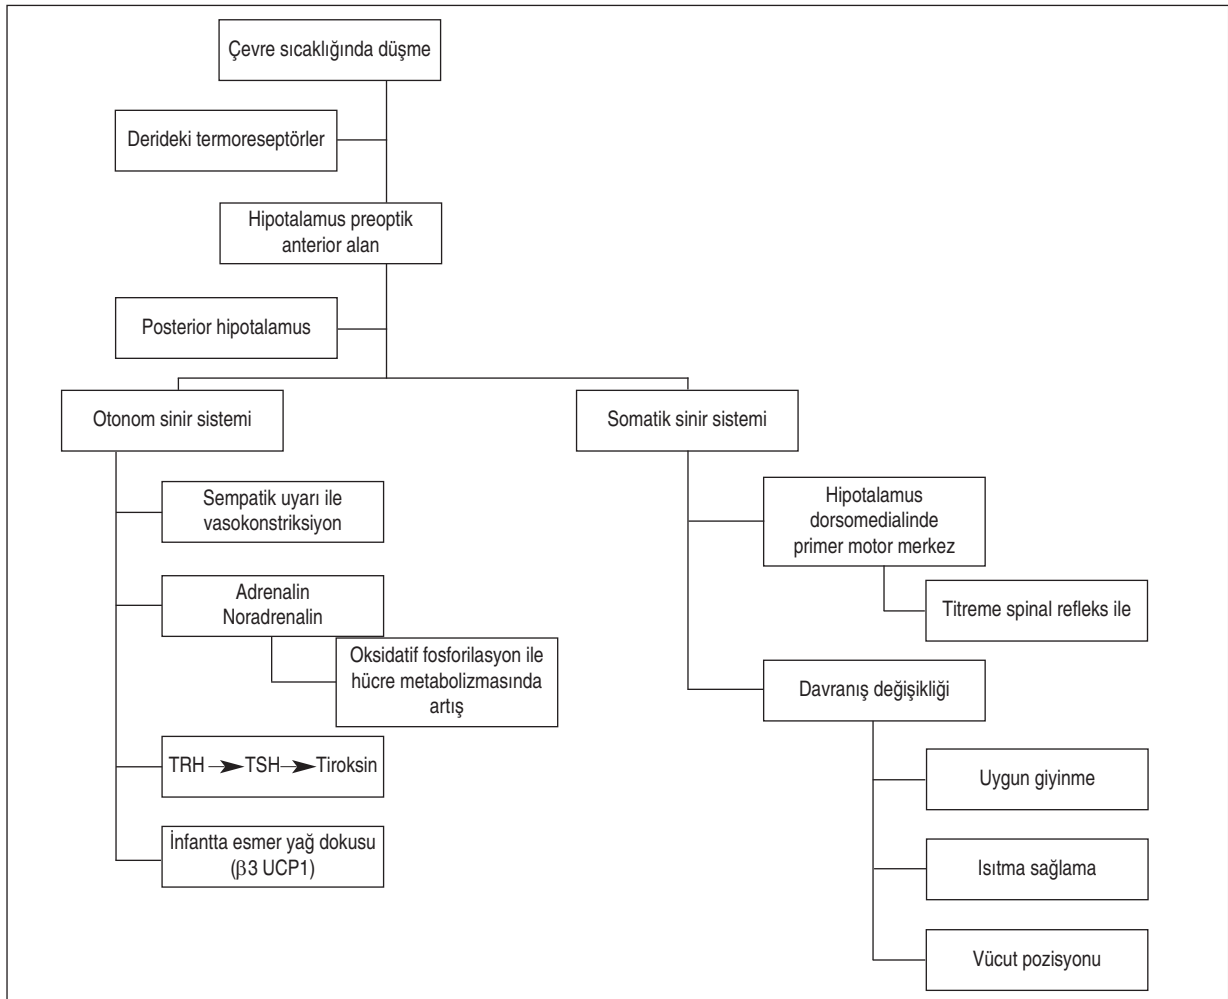 Çevre sıcaklığında düşme
Derideki termoreseptörler
Hipotalamus preoptik
anterior alan
Posterior hipotalamus
Otonom sinir sistemi
Somatik sinir sistemi
Sempatik uyarı ile
vasokonstriksiyon
Adrenalin
Noradrenalin
Oksidatif fosforilasyon ile
hücre metabolizmasında
artış
TRH → TSH → Tiroksin
İnfantta esmer yağ dokusu
(β3 UCP1)
Hipotalamus
dorsomedialinde
primer motor merkez
Titreme spinal refleks ile
Davranış değişikliği
Uygun giyinme
Isıtma sağlama
Vücut pozisyonu